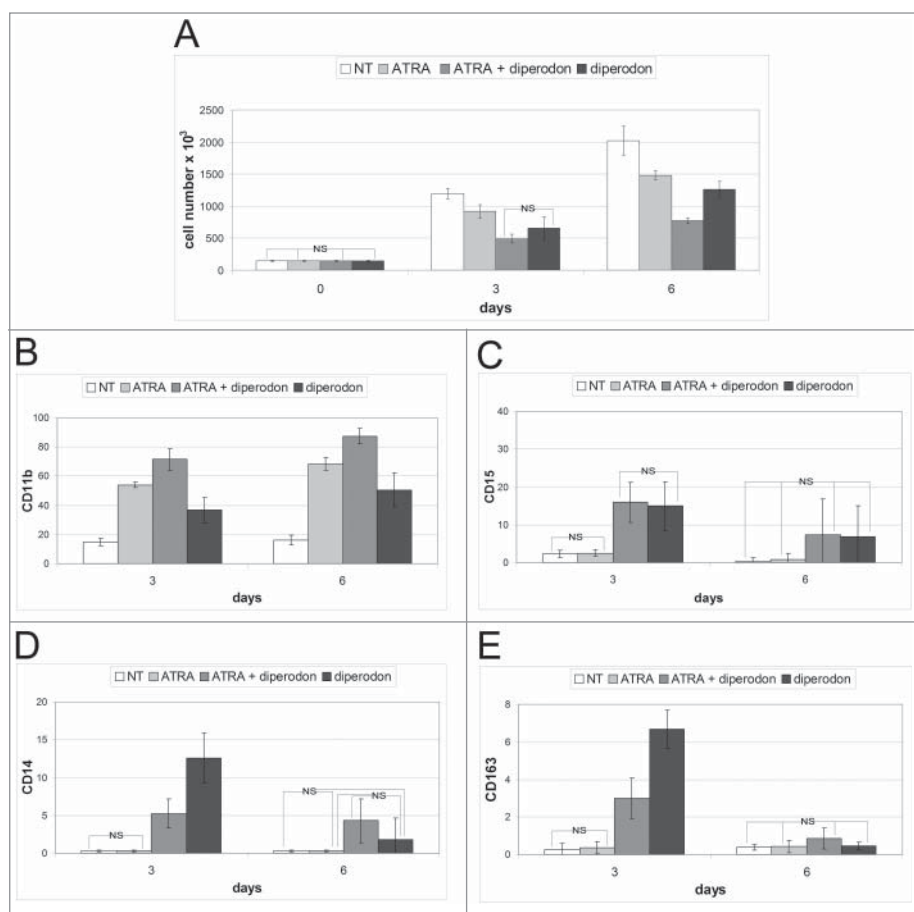 A
NT ATRA ATRA + diperodon diperodon
cell number x 10³
2500
2000
1500
1000
500
0
NS
NS
0 3 6
days
B
NT ATRA ATRA + diperodon diperodon
CD11b
100
80
60
40
20
0
3 6
days
C
NT ATRA ATRA + diperodon diperodon
CD15
40
30
20
10
0
NS
NS
NS
3 6
days
D
NT ATRA ATRA + diperodon diperodon
CD14
20
15
10
5
0
NS
NS
NS
3 6
days
E
NT ATRA ATRA + diperodon diperodon
CD163
8
6
4
2
0
NS
NS
3 6
days